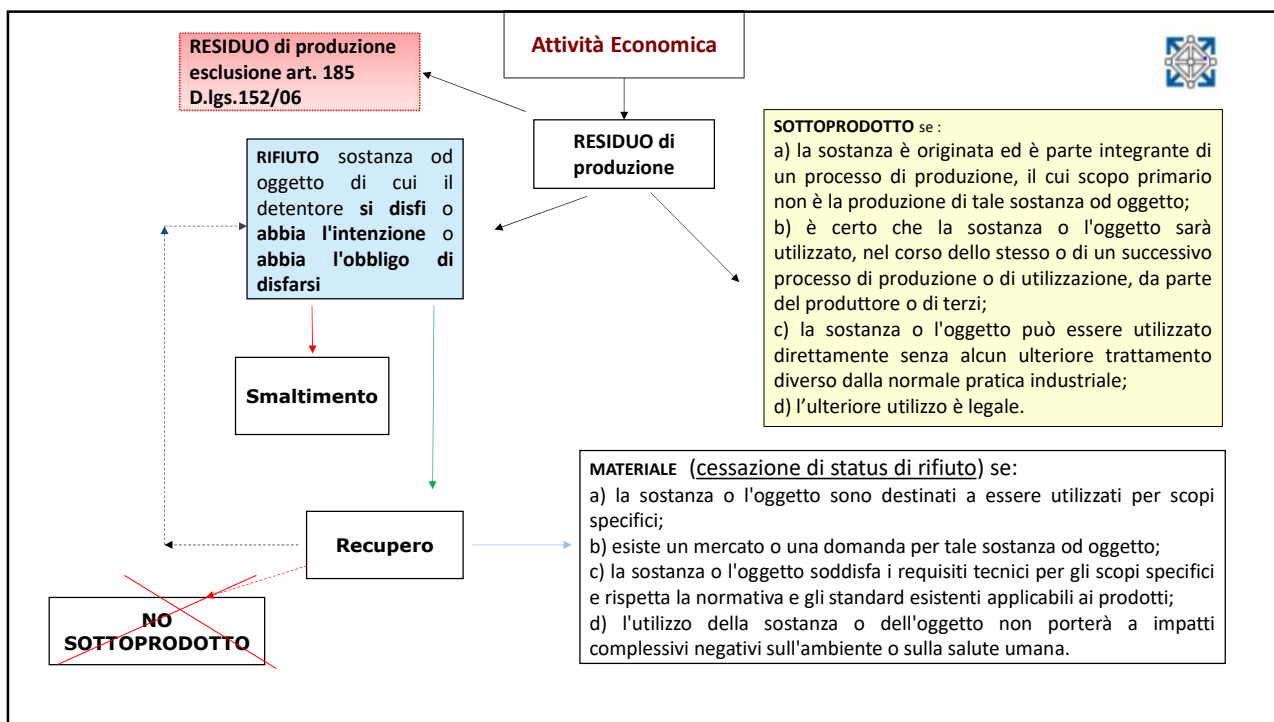 Attività Economica
RESIDUO di produzione
esclusione art. 185
D.lgs.152/06
RESIDUO di
produzione
RIFIUTO sostanza od
oggetto di cui il
detentore si disfi o
abbia l'intenzione o
abbia l'obbligo di
disfarsi
SOTTOPRODOTTO se :
a) la sostanza è originata ed è parte integrante di
un processo di produzione, il cui scopo primario
non è la produzione di tale sostanza od oggetto;
b) è certo che la sostanza o l'oggetto sarà
utilizzato, nel corso dello stesso o di un successivo
processo di produzione o di utilizzazione, da parte
del produttore o di terzi;
c) la sostanza o l'oggetto può essere utilizzato
direttamente senza alcun ulteriore trattamento
diverso dalla normale pratica industriale;
d) l’ulteriore utilizzo è legale.
Smaltimento
Recupero
MATERIALE (cessazione di status di rifiuto) se:
a) la sostanza o l'oggetto sono destinati a essere utilizzati per scopi
specifici;
b) esiste un mercato o una domanda per tale sostanza od oggetto;
c) la sostanza o l'oggetto soddisfa i requisiti tecnici per gli scopi specifici
e rispetta la normativa e gli standard esistenti applicabili ai prodotti;
d) l'utilizzo della sostanza o dell'oggetto non porterà a impatti
complessivi negativi sull'ambiente o sulla salute umana.
NO
SOTTOPRODOTTO